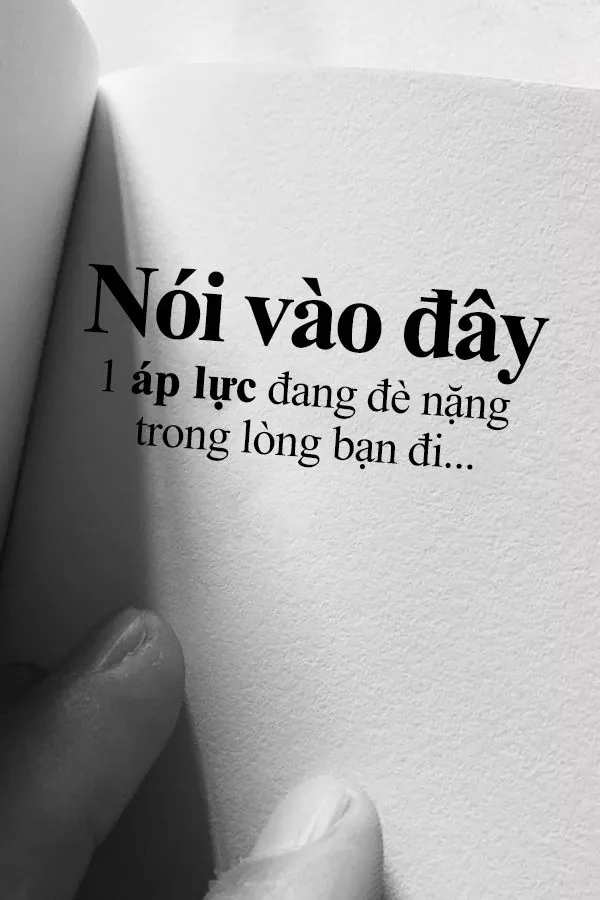 Nói vào đây
1 áp lực đang đè nặng
trong lòng bạn đi...